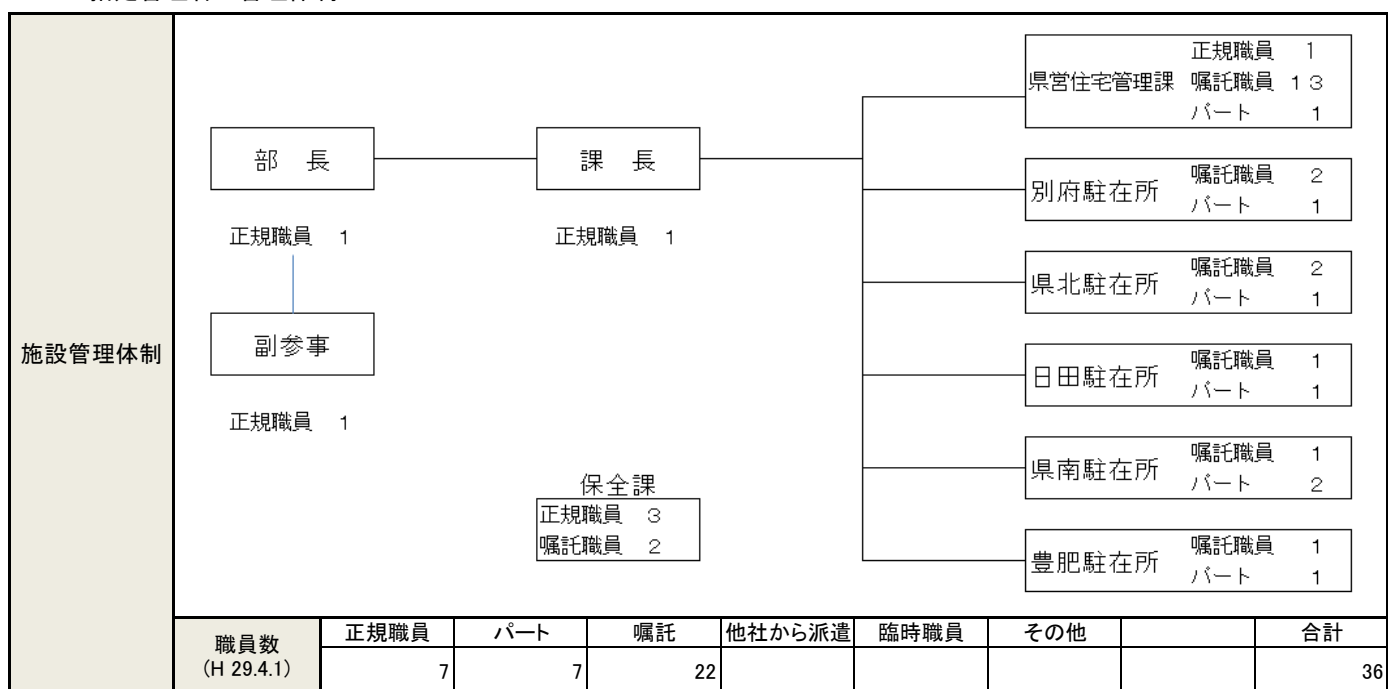 施設管理体制
部　長
正規職員　1
副参事
正規職員　1
課　長
正規職員　1
保全課
正規職員　3
嘱託職員　2
正規職員　1
県営住宅管理課　嘱託職員　13
パート　1
別府駐在所
嘱託職員　2
パート　1
県北駐在所
嘱託職員　2
パート　1
日田駐在所
嘱託職員　1
パート　1
県南駐在所
嘱託職員　1
パート　2
豊肥駐在所
嘱託職員　1
パート　1
職員数
(H 29.4.1)
正規職員　パート　嘱託　他社から派遣　臨時職員　その他　合計
7　7　22　36